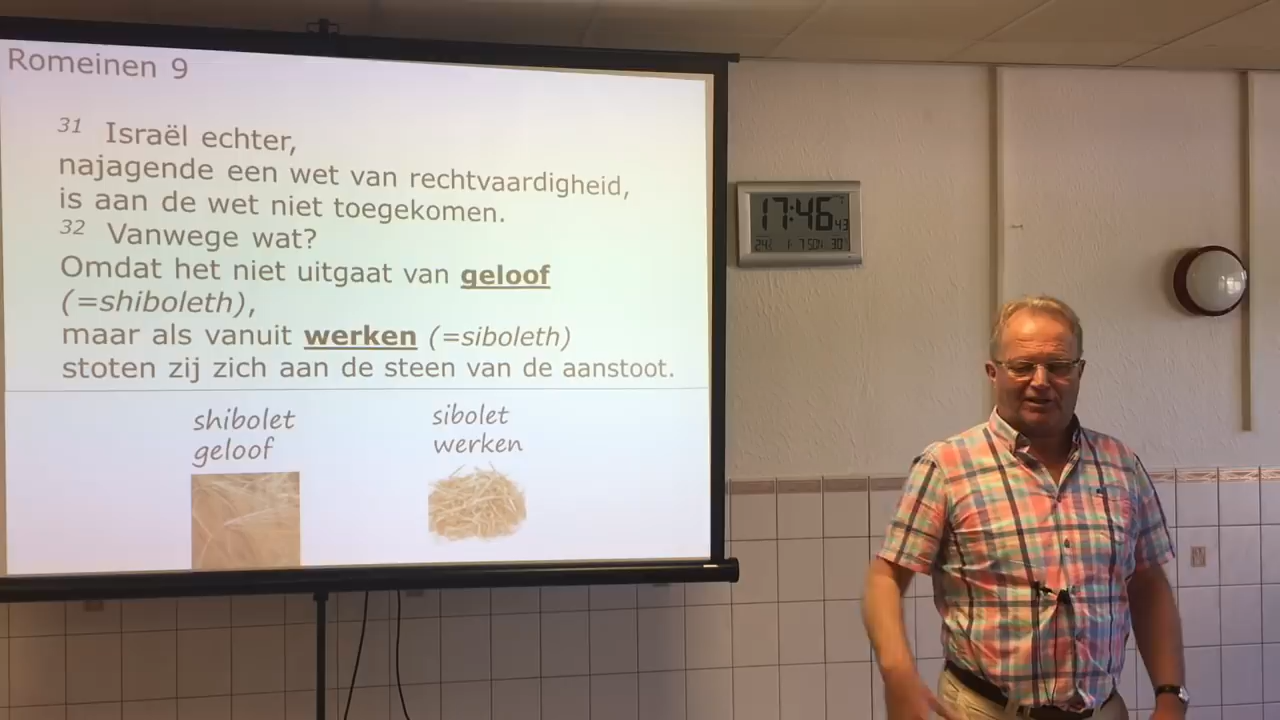 Romeinen 9
31 Israël echter,
najagende een wet van rechtvaardigheid,
is aan de wet niet toegekomen.
32 Vanwege wat?
Omdat het niet uitgaat van geloof
(=shiboleth),
maar als vanuit werken (=siboleth)
stoten zij zich aan de steen van de aanstoot.
shibolet
geloof
sibolet
werken
17:46 43